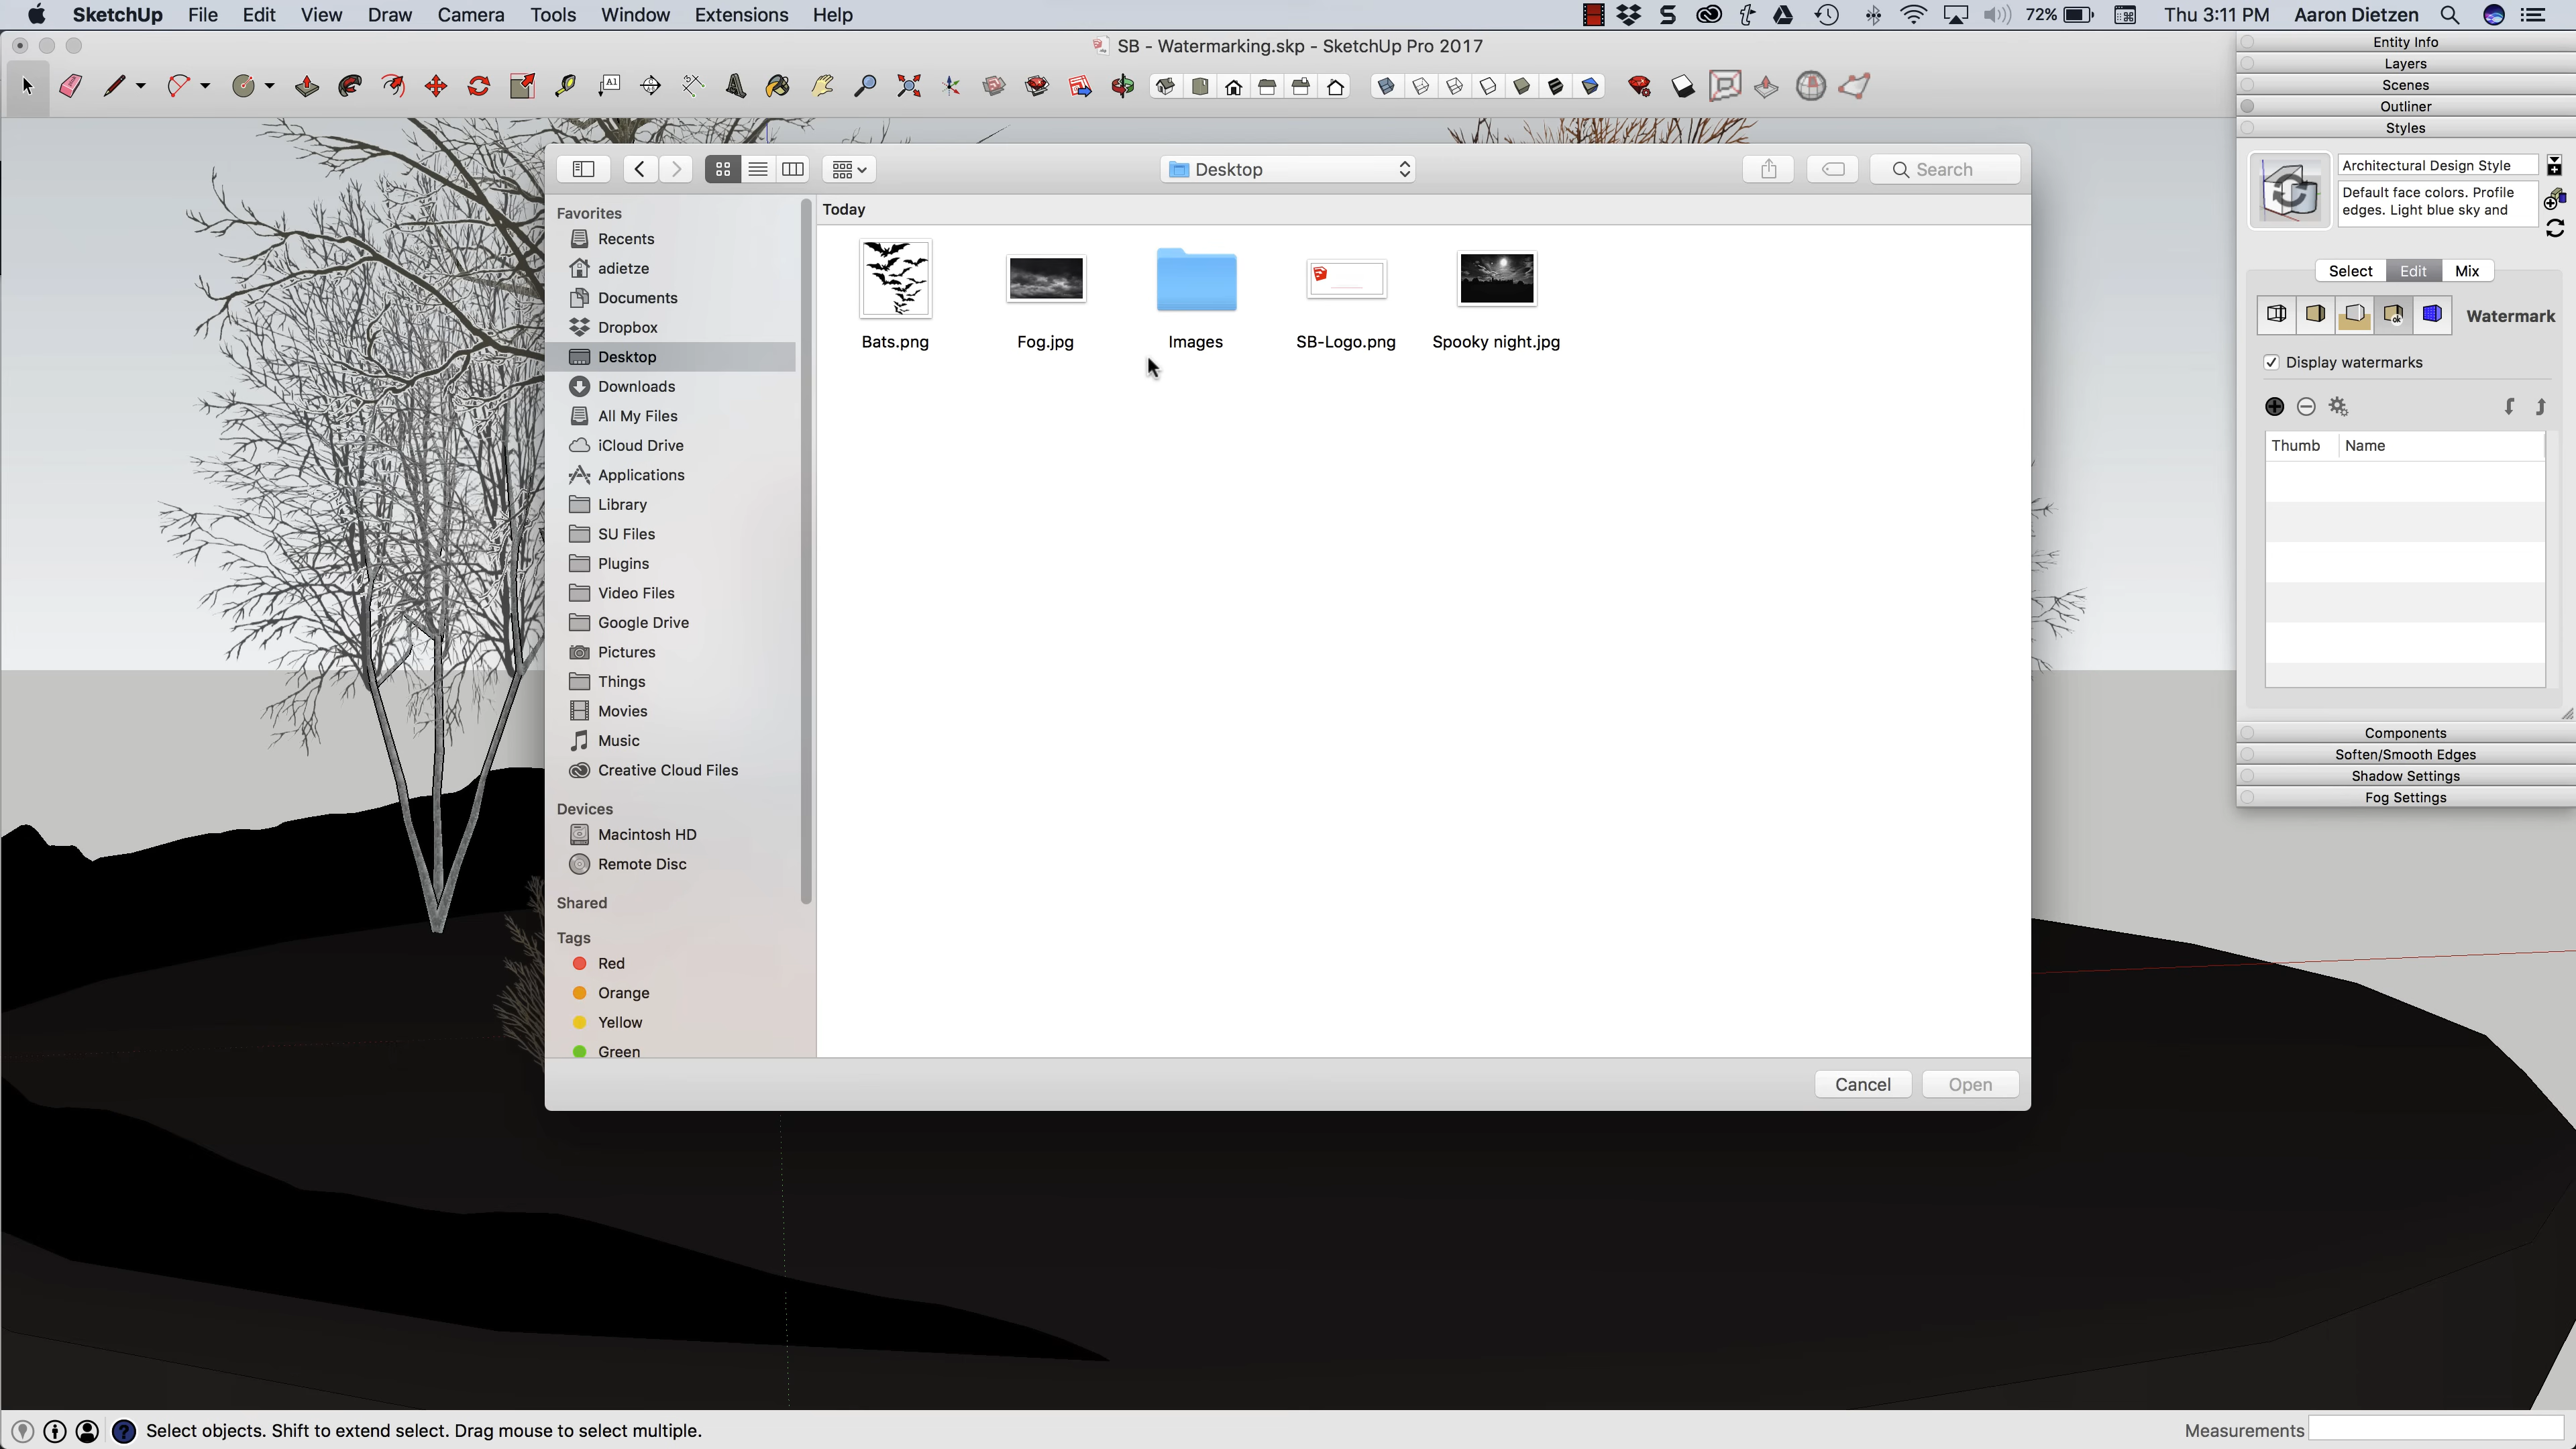 SketchUp File Edit View Draw Camera Tools Window Extensions Help
72% Thu 3:11 PM Aaron Dietzen
SB - Watermarking.skp - SketchUp Pro 2017
A1
Desktop
Search
Favorites
Recents
adietze
Documents
Dropbox
Desktop
Downloads
All My Files
iCloud Drive
Applications
Library
SU Files
Plugins
Video Files
Google Drive
Pictures
Things
Movies
Music
Creative Cloud Files
Devices
Macintosh HD
Remote Disc
Shared
Tags
Red
Orange
Yellow
Green
Today
Bats.png
Fog.jpg
Images
SB-Logo.png
Spooky night.jpg
Cancel
Open
Entity Info
Layers
Scenes
Outliner
Styles
Architectural Design Style
Default face colors. Profile
edges. Light blue sky and
Select Edit Mix
Watermark
Display watermarks
Thumb Name
Components
Soften/Smooth Edges
Shadow Settings
Fog Settings
Select objects. Shift to extend select. Drag mouse to select multiple.
Measurements